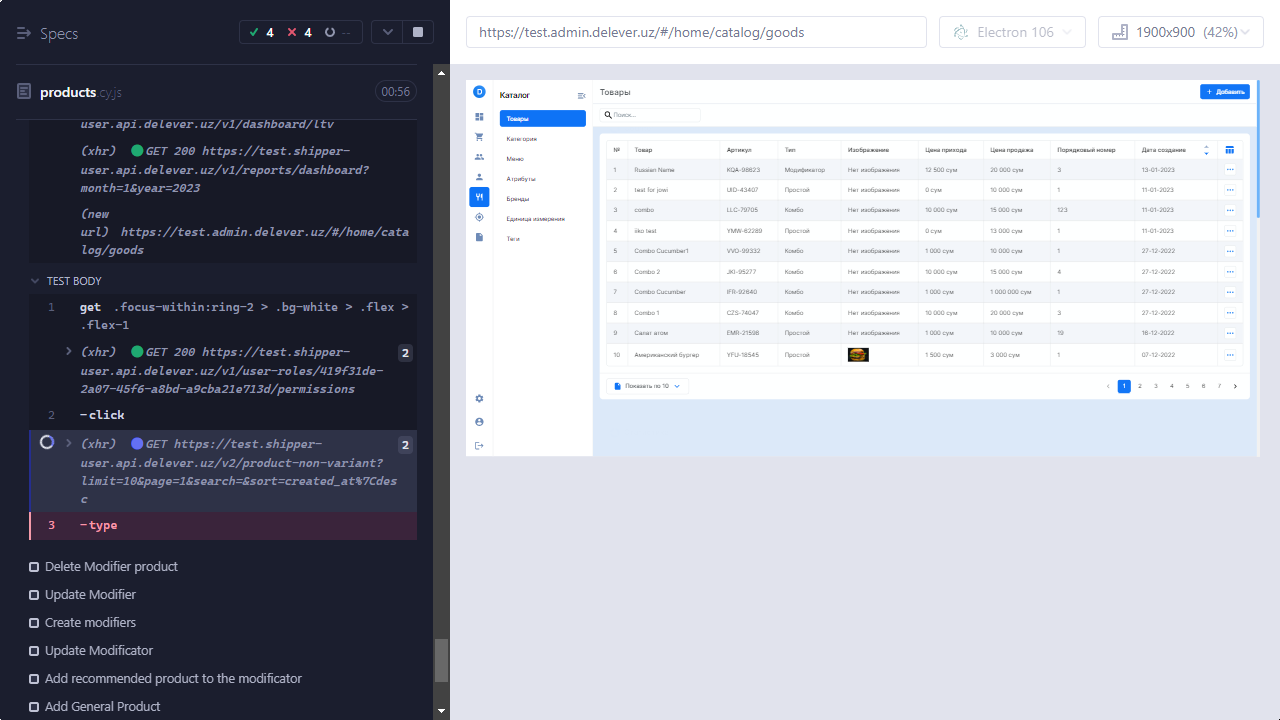 Specs
4
4
--
products.cy.js
00:56
user.api.delever.uz/v1/dashboard/ltv
(xhr) GET 200 https://test.shipper-
user.api.delever.uz/v1/reports/dashboard?
month=1&year=2023
(new
url) https://test.admin.delever.uz/#/home/cata
log/goods
TEST BODY
1 get .focus-within:ring-2 > .bg-white > .flex >
.flex-1
(xhr) GET 200 https://test.shipper- 2
user.api.delever.uz/v1/user-roles/419f31de-
2a07-45f6-a8bd-a9cba21e713d/permissions
2 -click
(xhr) GET https://test.shipper- 2
user.api.delever.uz/v2/product-non-variant?
limit=10&page=1&search=&sort=created_at%7Cdes
c
3 -type
Delete Modifier product
Update Modifier
Create modifiers
Update Modificator
Add recommended product to the modificator
Add General Product
https://test.admin.delever.uz/#/home/catalog/goods
Electron 106
1900x900 (42%)
D
Каталог
Товары
Категория
Меню
Атрибуты
Бренды
Единица измерения
Теги
Товары
+ Добавить
Поиск...
№ Товар Артикул Тип Изображение Цена прихода Цена продажа Порядковый номер Дата создание
1 Russian Name KQA-98623 Модификатор Нет изображения 12 500 сум 20 000 сум 3 13-01-2023
2 test for jowi UID-43407 Простой Нет изображения 0 сум 10 000 сум 1 11-01-2023
3 combo LLC-79705 Комбо Нет изображения 10 000 сум 15 000 сум 123 11-01-2023
4 iiko test YMW-62289 Простой Нет изображения 0 сум 13 000 сум 1 11-01-2023
5 Combo Cucumber1 VVO-99332 Комбо Нет изображения 1 000 сум 10 000 сум 1 27-12-2022
6 Combo 2 JKI-95277 Комбо Нет изображения 10 000 сум 15 000 сум 4 27-12-2022
7 Combo Cucumber IFR-92640 Комбо Нет изображения 1 000 сум 1 000 000 сум 1 27-12-2022
8 Combo 1 CZS-74047 Комбо Нет изображения 10 000 сум 20 000 сум 3 27-12-2022
9 Салат атом EMR-21598 Простой Нет изображения 1 000 сум 10 000 сум 19 16-12-2022
10 Американский бургер YFU-18545 Простой 1 500 сум 3 000 сум 1 07-12-2022
Показать по 10
1 2 3 4 5 6 7